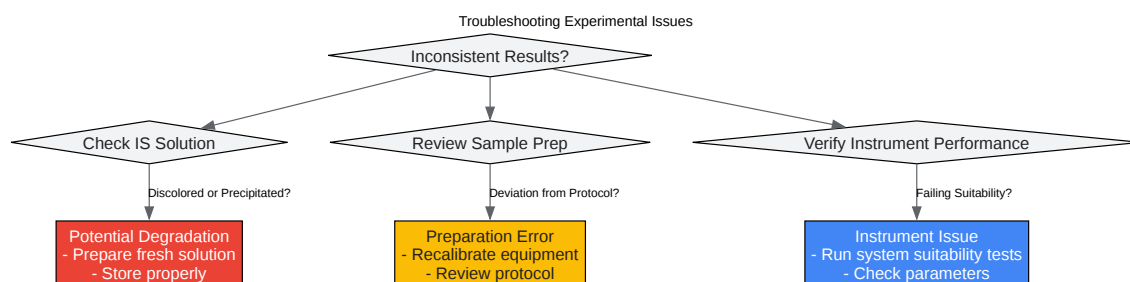 Troubleshooting Experimental Issues
Inconsistent Results?
Check IS Solution
Review Sample Prep
Verify Instrument Performance
Discolored or Precipitated?
Deviation from Protocol?
Failing Suitability?
Potential Degradation
- Prepare fresh solution
- Store properly
Preparation Error
- Recalibrate equipment
- Review protocol
Instrument Issue
- Run system suitability tests
- Check parameters